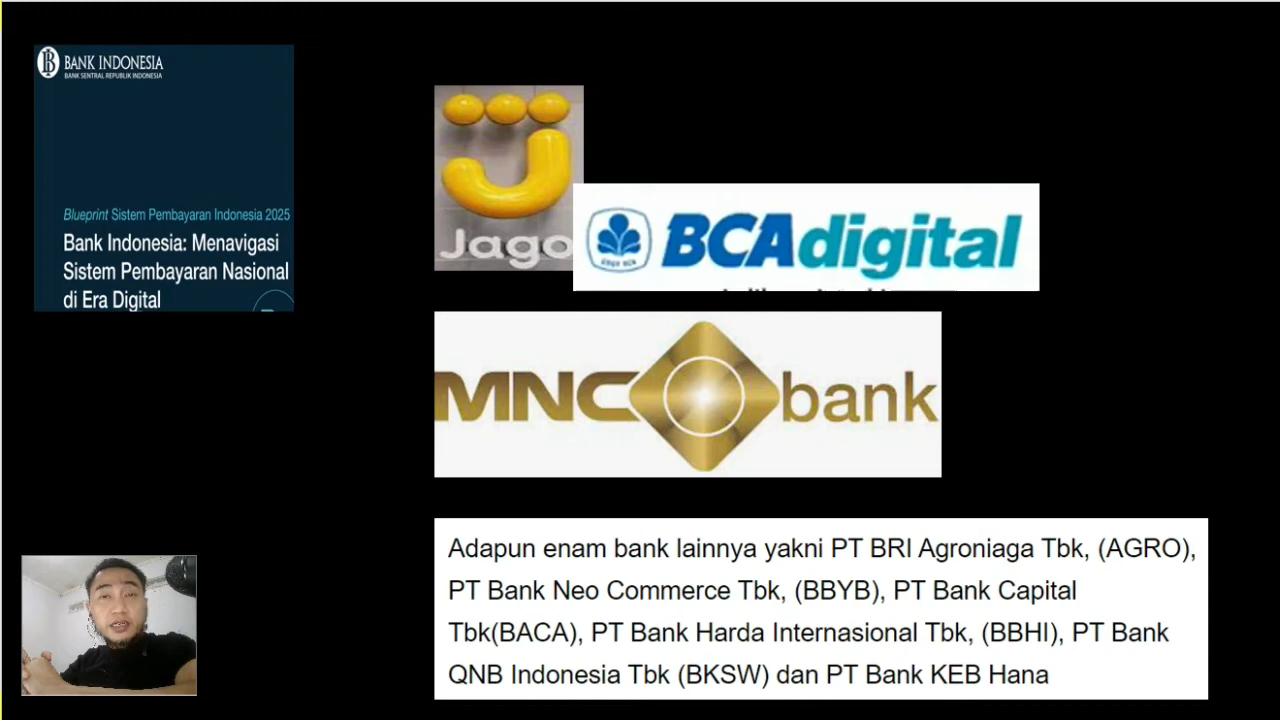 BANK INDONESIA
BANK SENTRAL REPUBLIK INDONESIA
Blueprint Sistem Pembayaran Indonesia 2025
Bank Indonesia: Menavigasi
Sistem Pembayaran Nasional
di Era Digital
Jago
BCAdigital
MNC bank
Adapun enam bank lainnya yakni PT BRI Agroniaga Tbk, (AGRO),
PT Bank Neo Commerce Tbk, (BBYB), PT Bank Capital
Tbk(BACA), PT Bank Harda Internasional Tbk, (BBHI), PT Bank
QNB Indonesia Tbk (BKSW) dan PT Bank KEB Hana